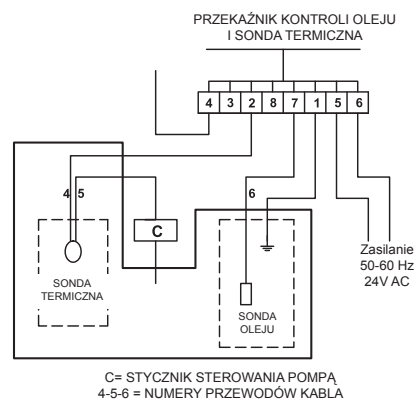 PRZEKAŹNIK KONTROLI OLEJU
I SONDA TERMICZNA
4 3 2 8 7 1 5 6
4 5
6
C
SONDA
TERMICZNA
SONDA
OLEJU
Zasilanie
50-60 Hz
24V AC
C= STYCZNIK STEROWANIA POMPĄ
4-5-6 = NUMERY PRZEWODÓW KABLA